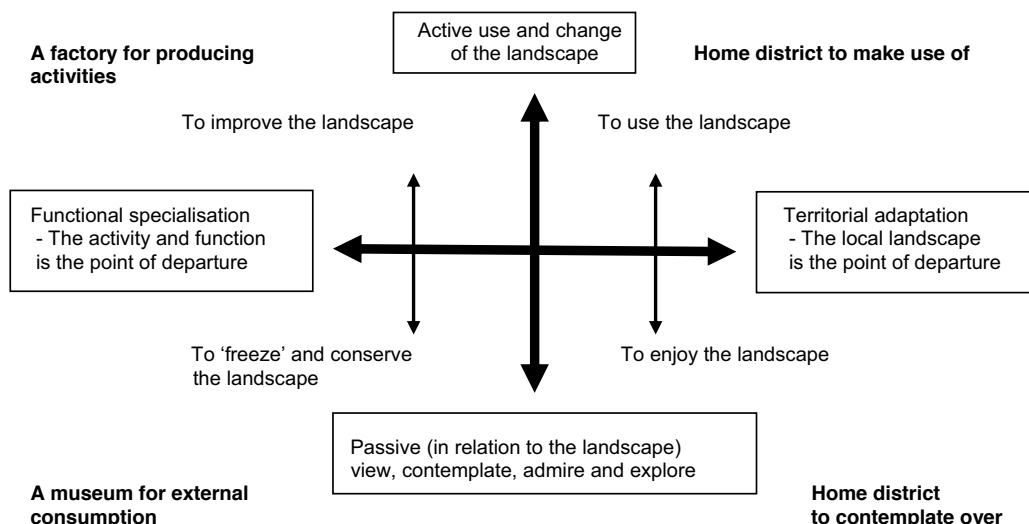 Active use and change
of the landscape
A factory for producing
activities
Home district to make use of
To improve the landscape
To use the landscape
Functional specialisation
- The activity and function
is the point of departure
Territorial adaptation
- The local landscape
is the point of departure
To ‘freeze’ and conserve
the landscape
To enjoy the landscape
Passive (in relation to the landscape)
view, contemplate, admire and explore
A museum for external
consumption
Home district
to contemplate over